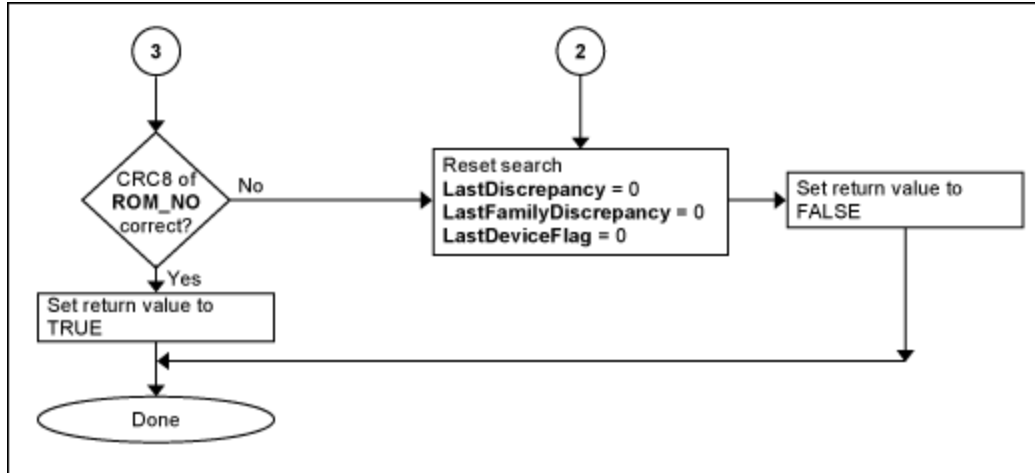 3
2
CRC8 of
ROM_NO
correct?
No
Reset search
LastDiscrepancy = 0
LastFamilyDiscrepancy = 0
LastDeviceFlag = 0
Set return value to
FALSE
Yes
Set return value to
TRUE
Done